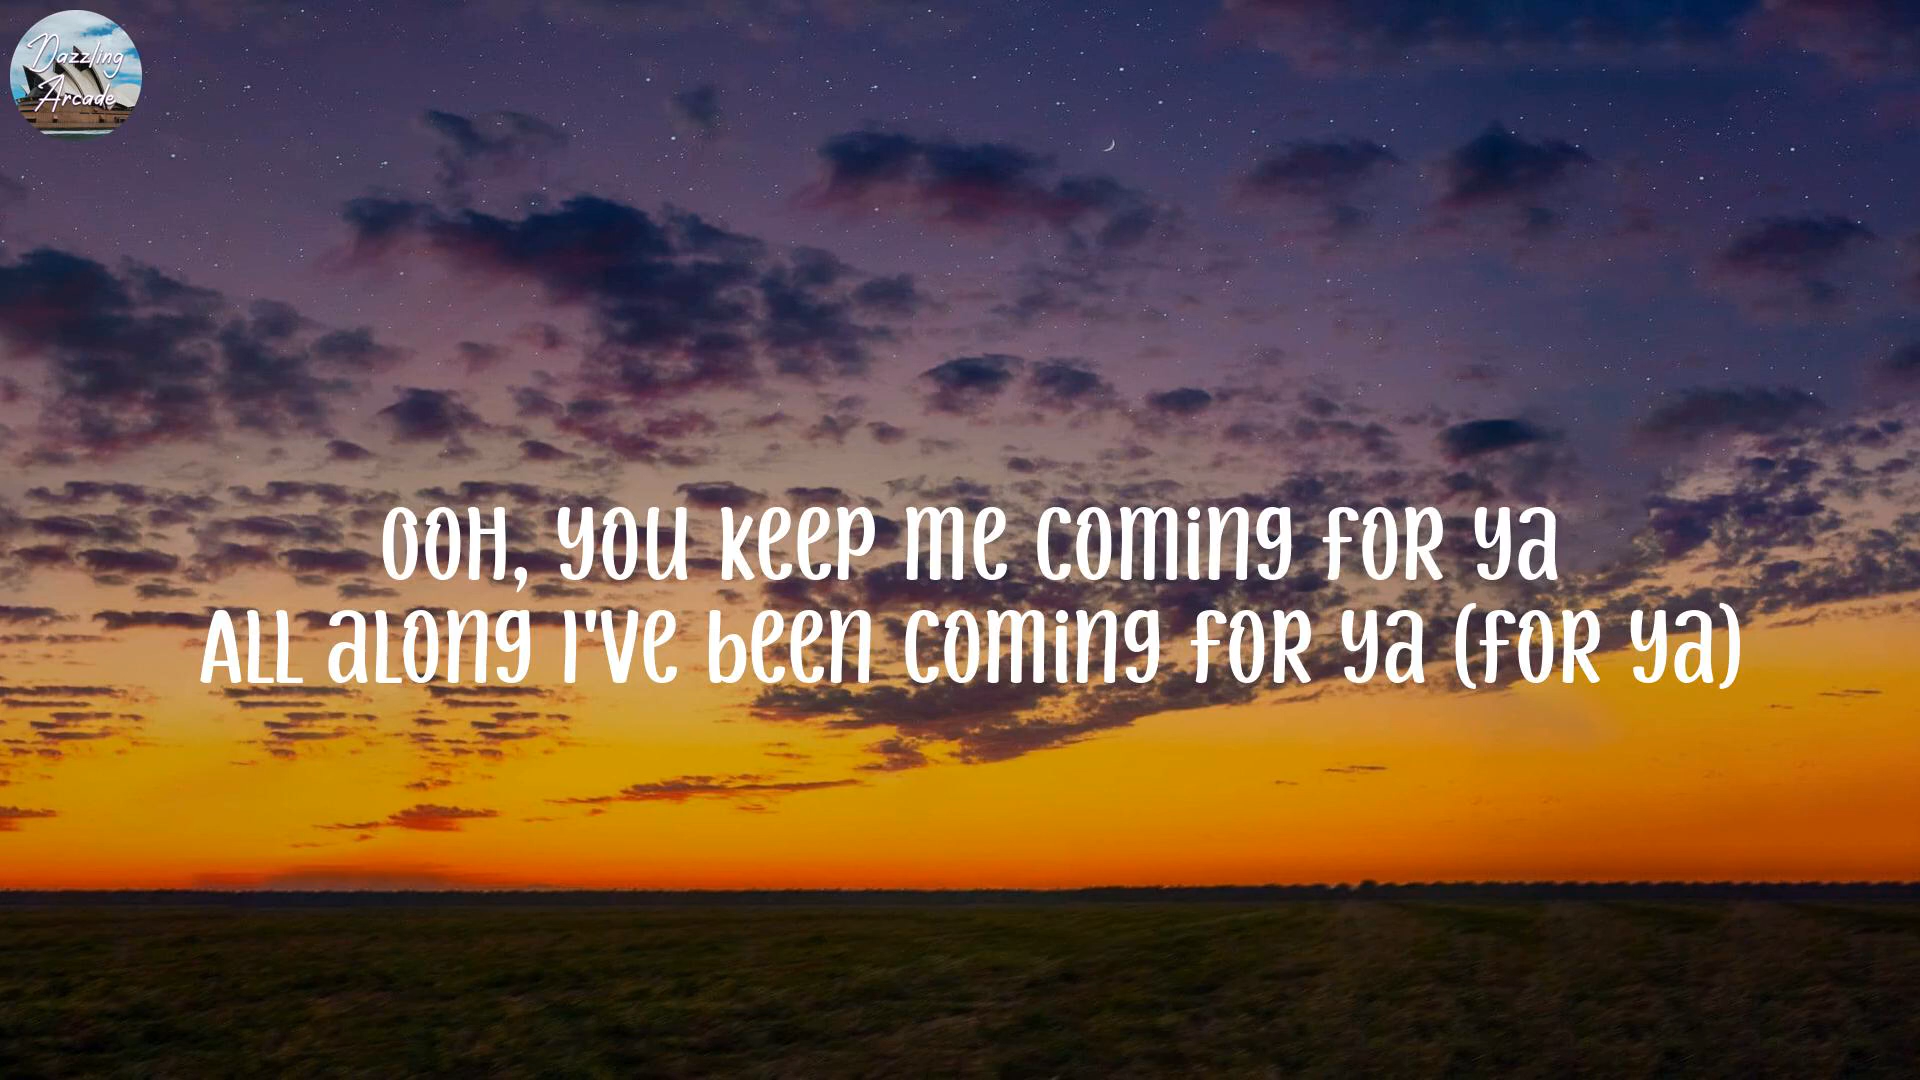 Dazzling
Arcade
OOH, YOU KEEP ME COMING FOR YA
ALL ALONG I'VE BEEN COMING FOR YA (FOR YA)